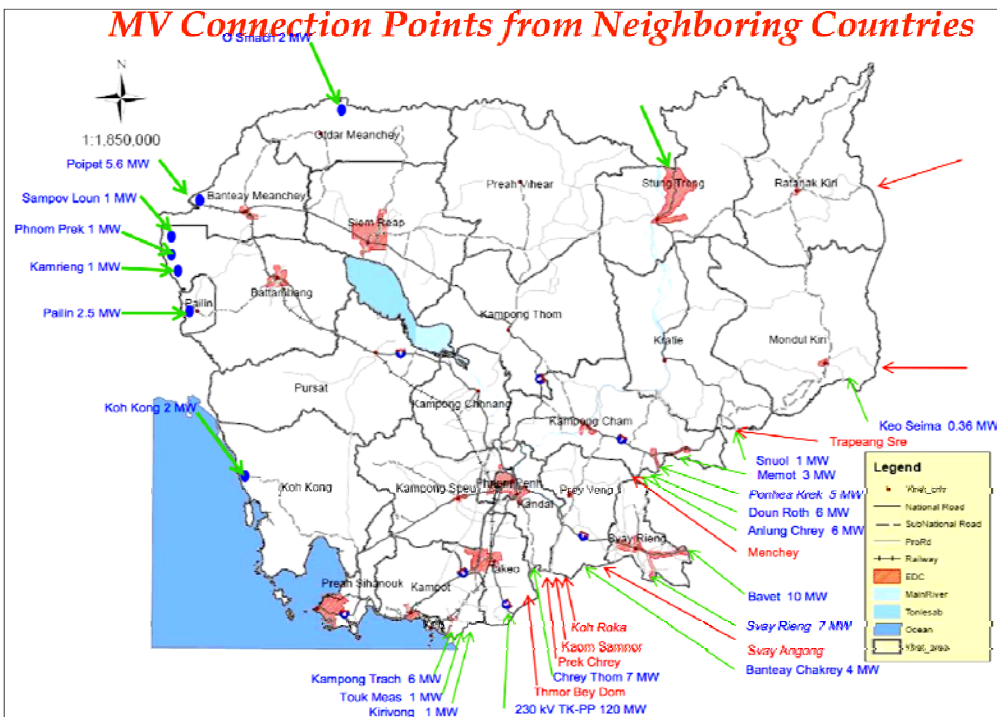 MV Connection Points from Neighboring Countries
O Smach 2 MW
N
1:1,850,000
Otdar Meanchey
Poipet 5.6 MW
Banteay Meanchey
Preah Vihear
Stung Treng
Ratanak Kiri
Sampov Loun 1 MW
Siem Reap
Phnom Prek 1 MW
Kamrieng 1 MW
Battambang
Pailin
Pailin 2.5 MW
Kampong Thom
Kratie
Mondul Kiri
Pursat
Kampong Chhnang
Koh Kong 2 MW
Kampong Cham
Keo Seima 0.36 MW
Trapeang Sre
Snuol 1 MW
Memot 3 MW
Koh Kong
Kampong Speu
Phnom Penh
Prey Veng
Kandal
Ponhea Krek 5 MW
Doun Roth 6 MW
Anlung Chrey 6 MW
Menchey
Svay Rieng
Takeo
Preah Sihanouk
Kampot
Bavet 10 MW
Svay Rieng 7 MW
Svay Angong
Banteay Chakrey 4 MW
Koh Roka
Kaom Samnor
Prek Chrey
Chrey Thom 7 MW
Thmor Bey Dom
230 kV TK-PP 120 MW
Kampong Trach 6 MW
Touk Meas 1 MW
Kirivong 1 MW
Legend
National Road
SubNational Road
ProRd
Railway
EDC
MainRiver
Tonlesab
Ocean